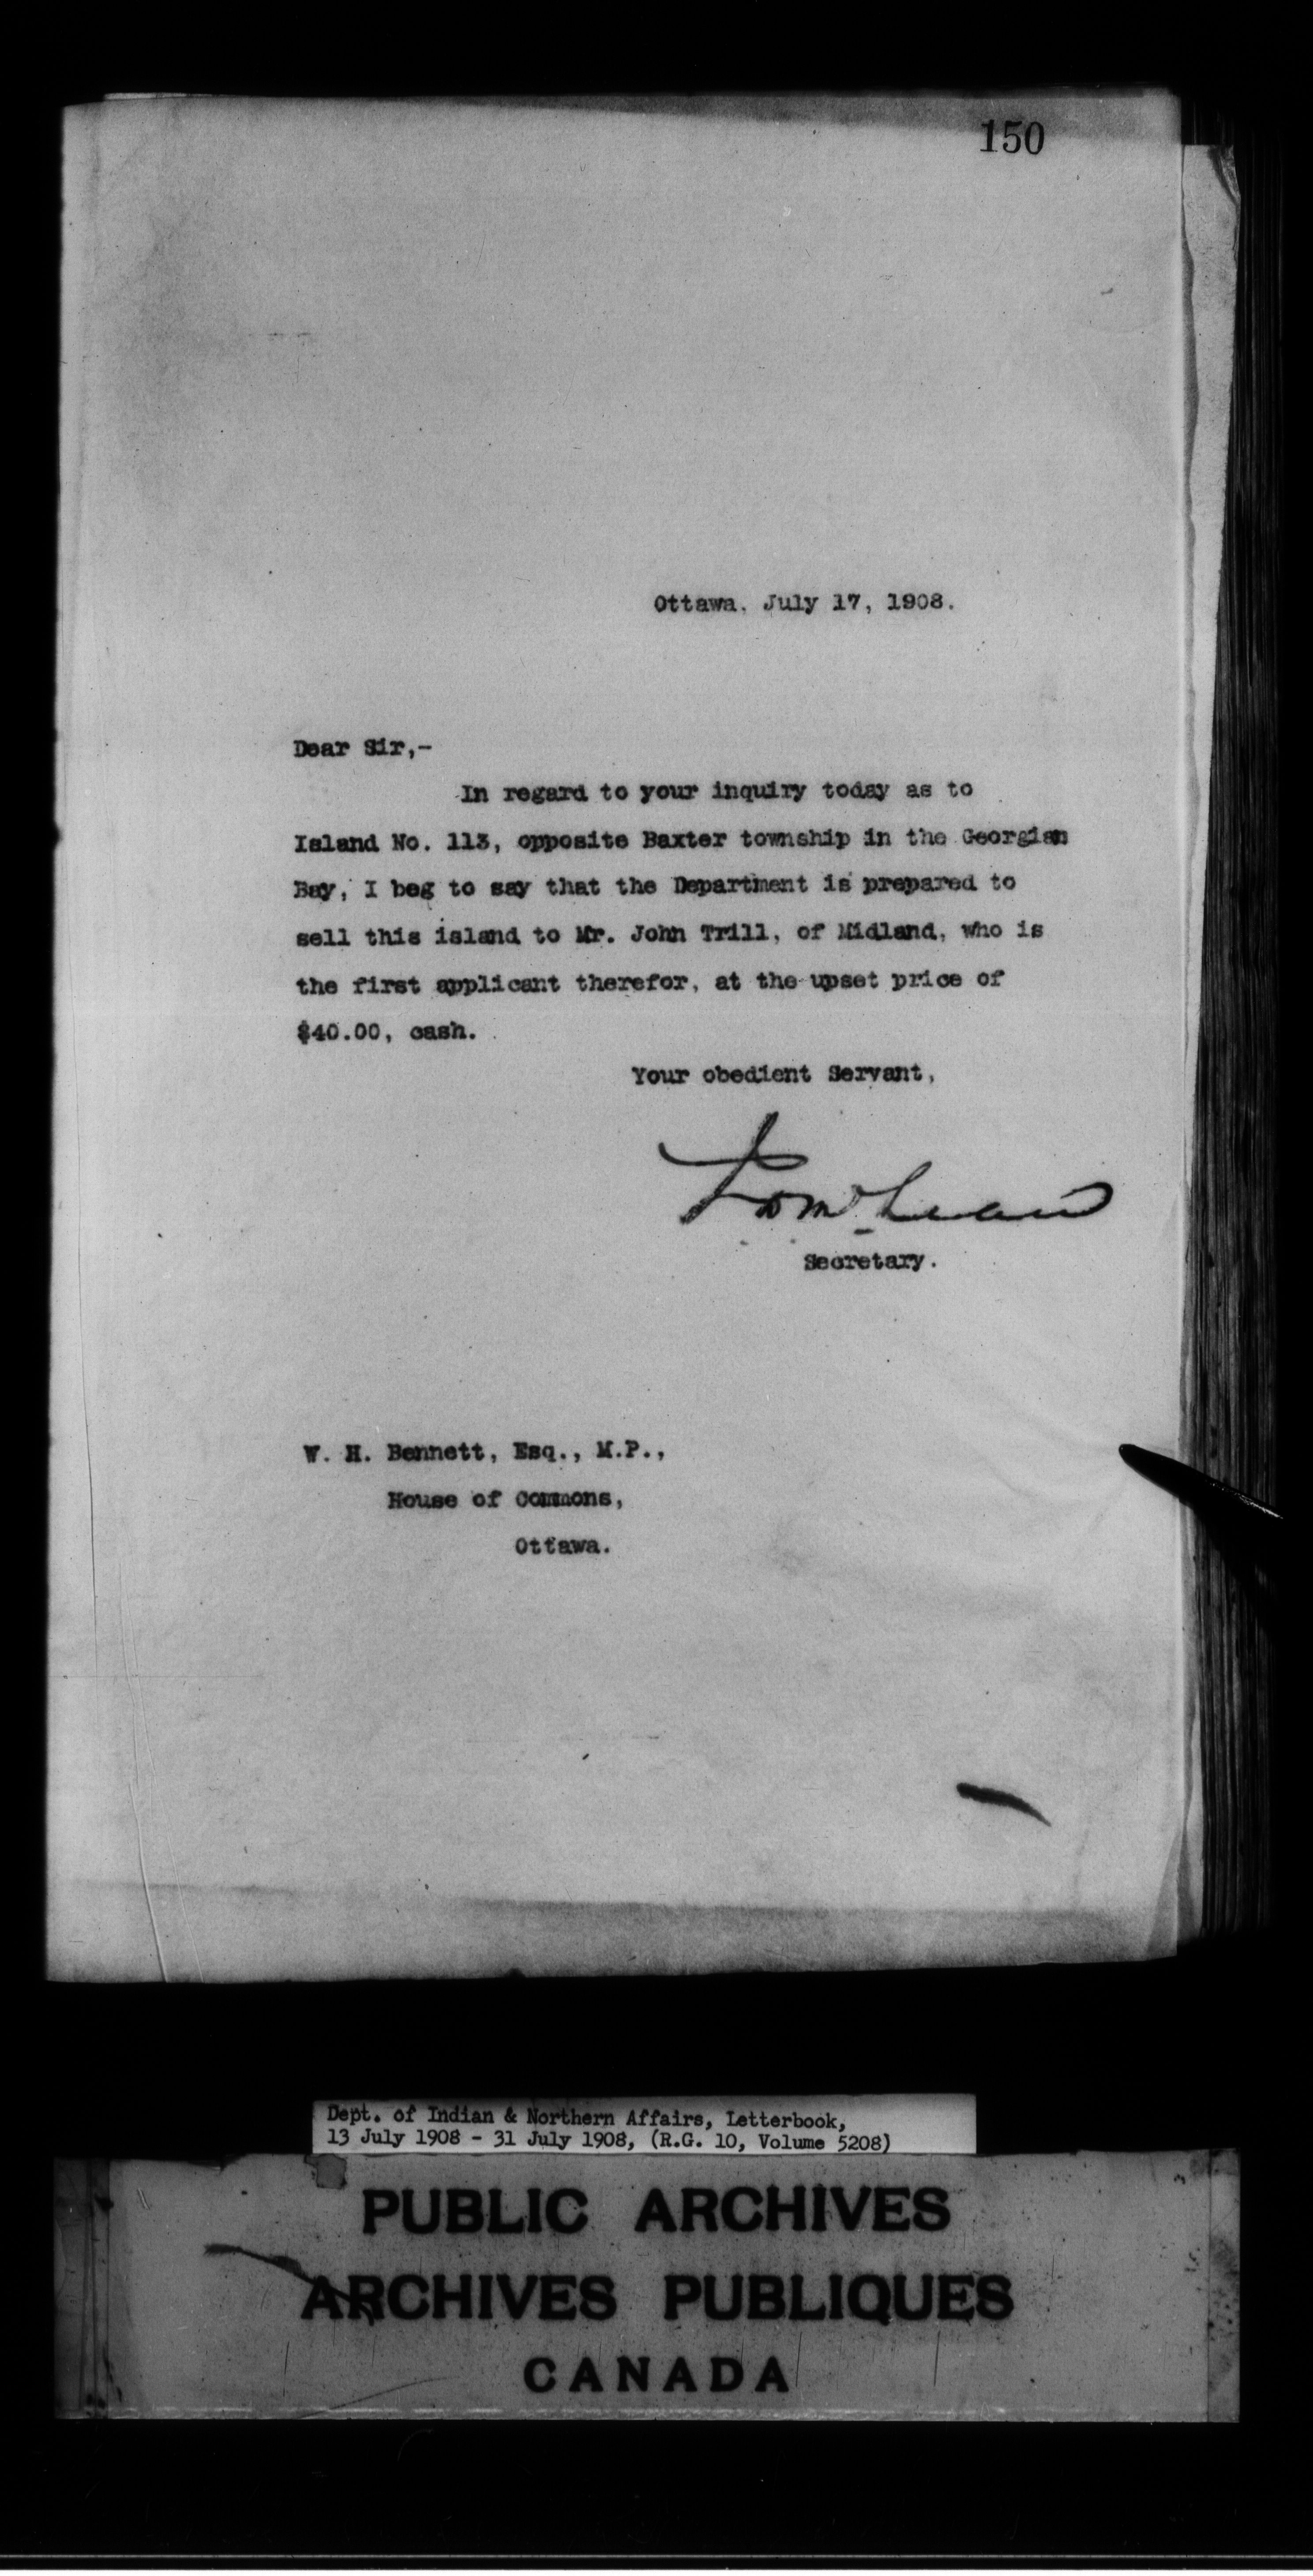 150
Ottawa, July 17, 1908.
Dear Sir,-
In regard to your inquiry today as to
Island No. 113, opposite Baxter township in the Georgian
Bay, I beg to say that the Department is prepared to
sell this island to Mr. John Trill, of Midland, who is
the first applicant therefor, at the upset price of
$40.00, cash.
Your obedient Servant,
Secretary.
W. H. Bennett, Esq., M.P.,
House of Commons,
Ottawa.
Dept. of Indian & Northern Affairs, Letterbook,
13 July 1908 - 31 July 1908, (R.G. 10, Volume 5208)
PUBLIC ARCHIVES
ARCHIVES PUBLIQUES
CANADA